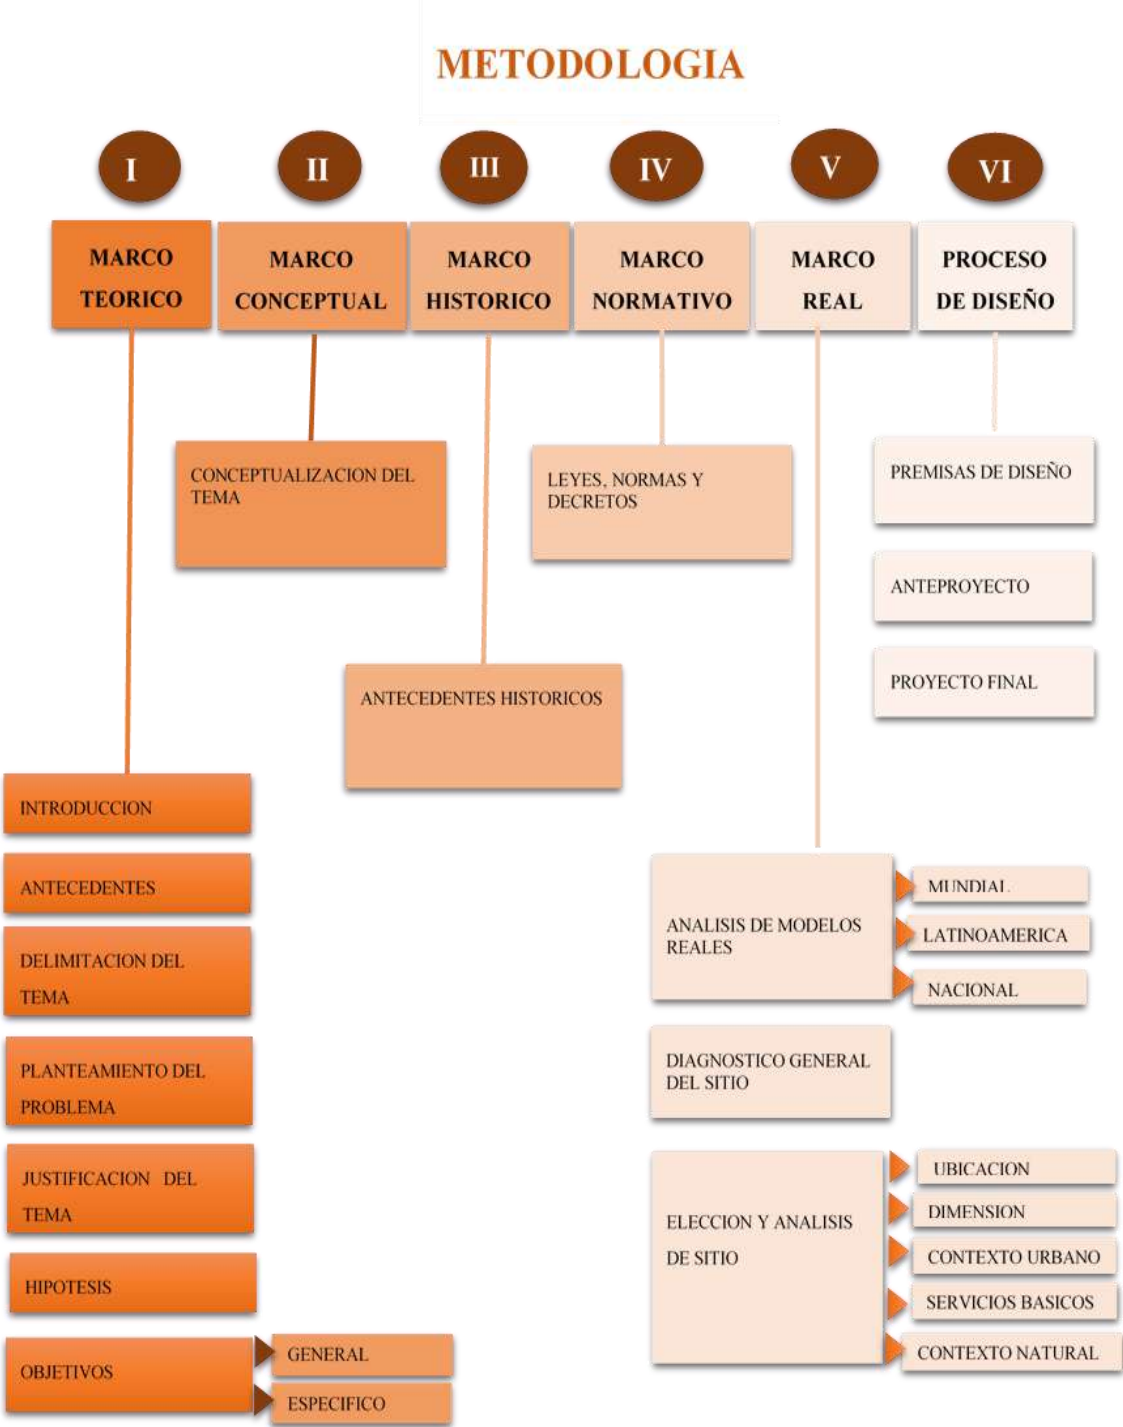 METODOLOGIA
I
II
III
IV
V
VI
MARCO
TEORICO
MARCO
CONCEPTUAL
MARCO
HISTORICO
MARCO
NORMATIVO
MARCO
REAL
PROCESO
DE DISEÑO
CONCEPTUALIZACION DEL
TEMA
LEYES, NORMAS Y
DECRETOS
PREMISAS DE DISEÑO
ANTEPROYECTO
PROYECTO FINAL
ANTECEDENTES HISTORICOS
INTRODUCCION
ANTECEDENTES
DELIMITACION DEL
TEMA
PLANTEAMIENTO DEL
PROBLEMA
JUSTIFICACION DEL
TEMA
HIPOTESIS
OBJETIVOS
GENERAL
ESPECIFICO
ANALISIS DE MODELOS
REALES
MUNDIAL
LATINOAMERICA
NACIONAL
DIAGNOSTICO GENERAL
DEL SITIO
ELECCION Y ANALISIS
DE SITIO
UBICACION
DIMENSION
CONTEXTO URBANO
SERVICIOS BASICOS
CONTEXTO NATURAL